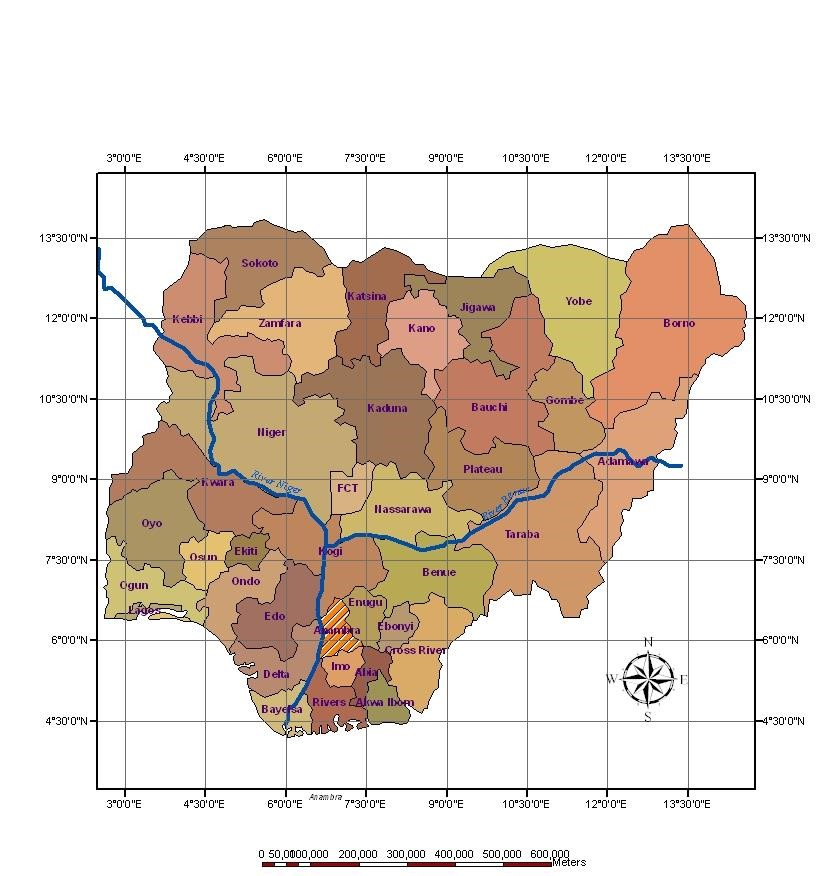 3°0'0"E 4°30'0"E 6°0'0"E 7°30'0"E 9°0'0"E 10°30'0"E 12°0'0"E 13°30'0"E
13°30'0"N 13°30'0"N
Sokoto
Katsina
Jigawa
Yobe
Kebbi
Zamfara
Kano
Borno
12°0'0"N 12°0'0"N
10°30'0"N 10°30'0"N
Kaduna
Bauchi
Gombe
Niger
Plateau
Adamawa
9°0'0"N 9°0'0"N
Kwara
River Niger
FCT
Nassarawa
River Benue
Oyo
Taraba
Osun
Ekiti
Kogi
7°30'0"N 7°30'0"N
Ogun
Ondo
Benue
Lagos
Edo
Enugu
Anambra
Ebonyi
6°0'0"N 6°0'0"N
Cross River
N
Delta
Imo
Abia
W E
Bayelsa
Rivers
Akwa Ibom
S
4°30'0"N 4°30'0"N
Anambra
3°0'0"E 4°30'0"E 6°0'0"E 7°30'0"E 9°0'0"E 10°30'0"E 12°0'0"E 13°30'0"E
0 50,000 100,000 200,000 300,000 400,000 500,000 600,000
Meters